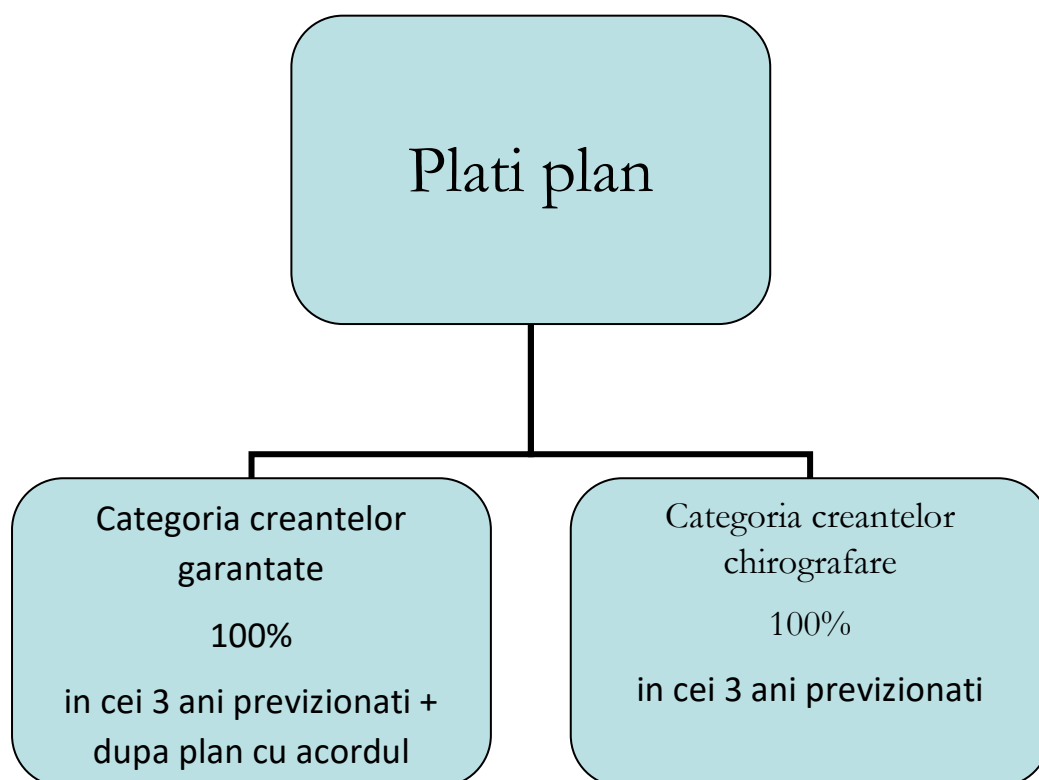 Plati plan
Categoria creantelor
garantate
100%
in cei 3 ani previzionati +
dupa plan cu acordul
Categoria creantelor
chirografare
100%
in cei 3 ani previzionati